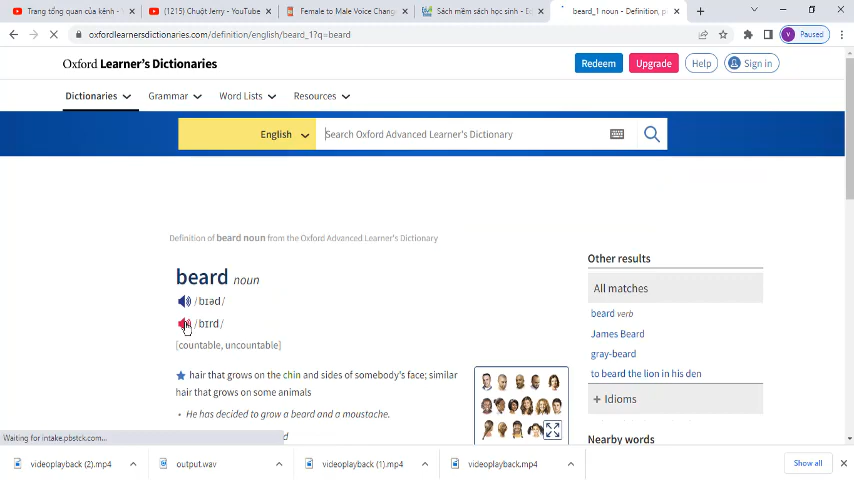 Trang tổng quan của kênh - YouTu
(1215) Chuột Jerry - YouTube
Female to Male Voice Chang
Sách mềm sách học sinh - E
beard_1 noun - Definition, p
oxfordlearnersdictionaries.com/definition/english/beard_1?q=beard
V Paused
Oxford Learner's Dictionaries
Redeem
Upgrade
Help
Sign in
Dictionaries
Grammar
Word Lists
Resources
English
Search Oxford Advanced Learner's Dictionary
Definition of beard noun from the Oxford Advanced Learner's Dictionary
beard noun
/bɪəd/
/bɪrd/
[countable, uncountable]
hair that grows on the chin and sides of somebody's face; similar
hair that grows on some animals
• He has decided to grow a beard and a moustache.
Other results
All matches
beard verb
James Beard
gray-beard
to beard the lion in his den
+ Idioms
Nearby words
Waiting for intake.pbstck.com...
videoplayback (2).mp4
output.wav
videoplayback (1).mp4
videoplayback.mp4
Show all